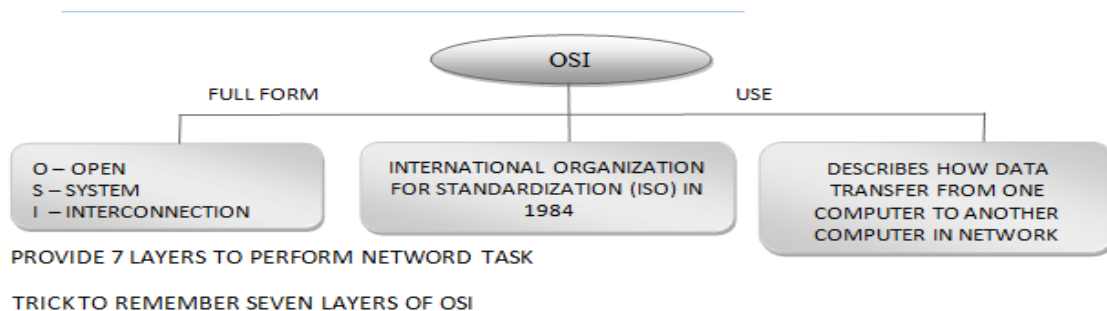 OSI
FULL FORM
USE
O – OPEN
S – SYSTEM
I – INTERCONNECTION
INTERNATIONAL ORGANIZATION
FOR STANDARDIZATION (ISO) IN
1984
DESCRIBES HOW DATA
TRANSFER FROM ONE
COMPUTER TO ANOTHER
COMPUTER IN NETWORK
PROVIDE 7 LAYERS TO PERFORM NETWORD TASK
TRICK TO REMEMBER SEVEN LAYERS OF OSI